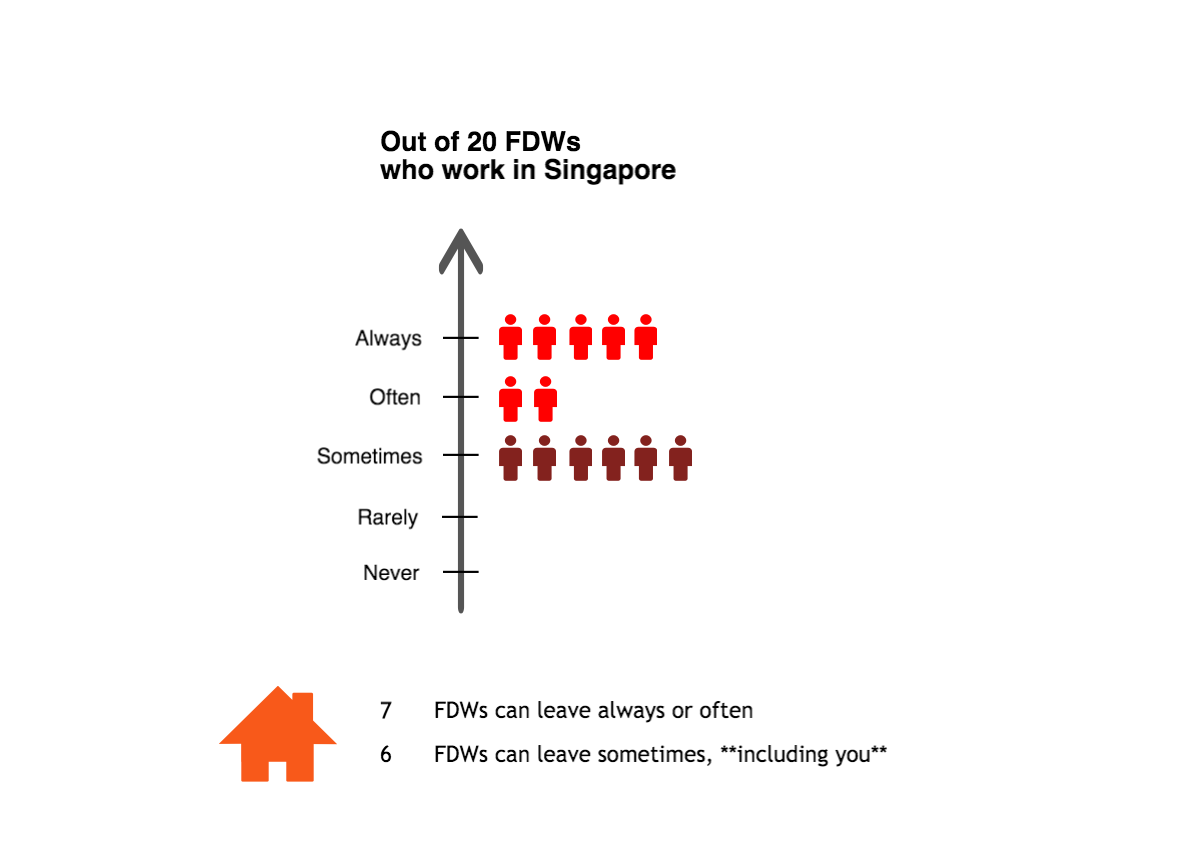 Out of 20 FDWs
who work in Singapore
Always
Often
Sometimes
Rarely
Never
7 FDWs can leave always or often
6 FDWs can leave sometimes, **including you**